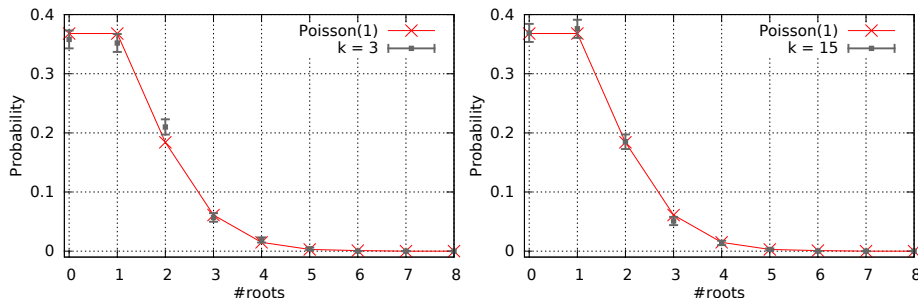 0.4
0.3
0.2
0.1
0
Probability
Poisson(1)
k = 3
0 1 2 3 4 5 6 7 8
#roots
0.4
0.3
0.2
0.1
0
Probability
Poisson(1)
k = 15
0 1 2 3 4 5 6 7 8
#roots